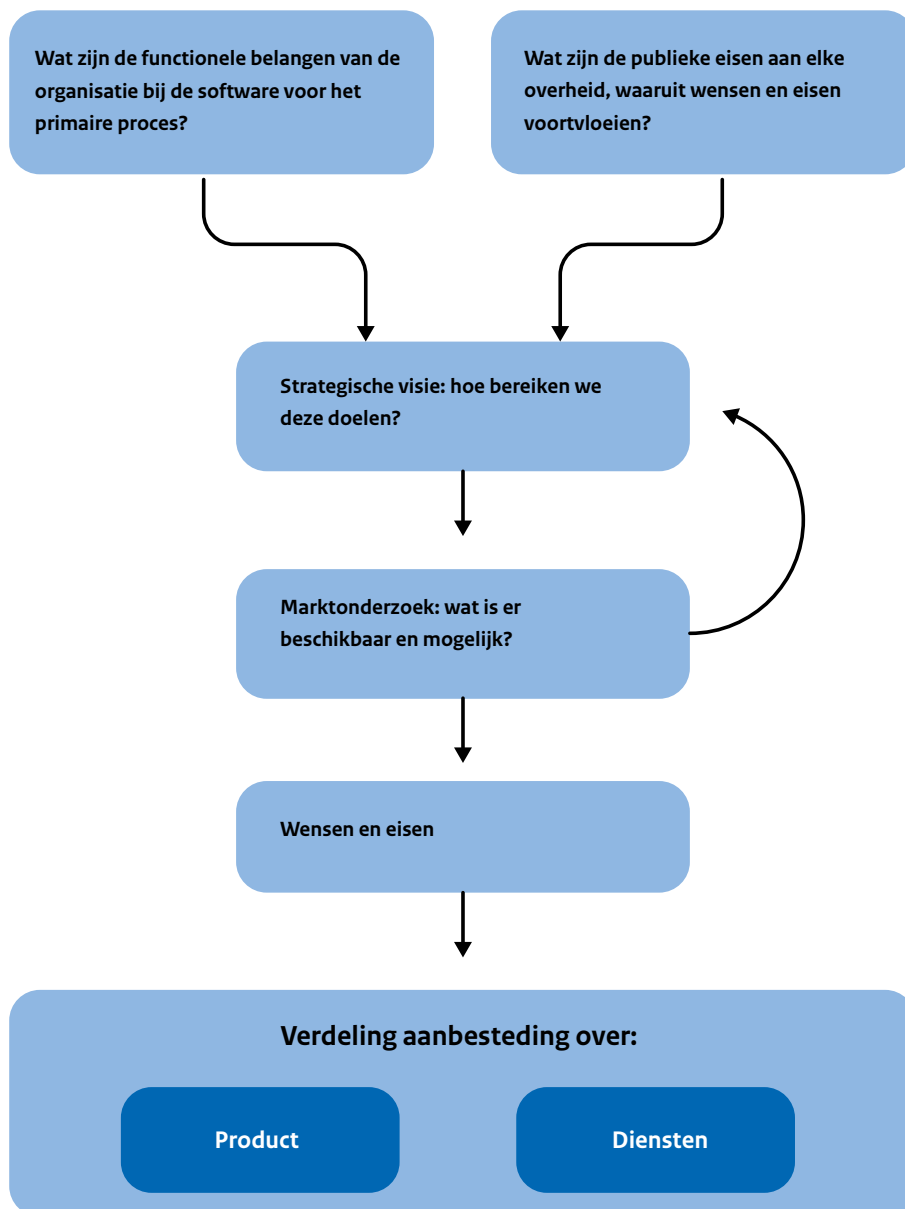 Wat zijn de functionele belangen van de
organisatie bij de software voor het
primaire proces?
Wat zijn de publieke eisen aan elke
overheid, waaruit wensen en eisen
voortvloeien?
Strategische visie: hoe bereiken we
deze doelen?
Marktonderzoek: wat is er
beschikbaar en mogelijk?
Wensen en eisen
Verdeling aanbesteding over:
Product
Diensten